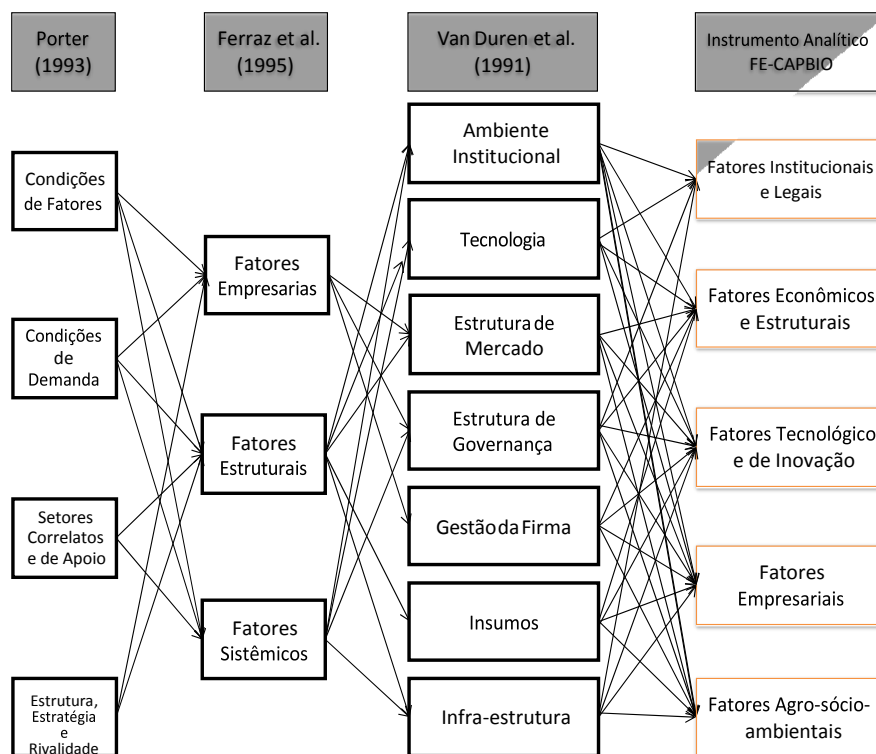 Porter
(1993)
Ferraz et al.
(1995)
Van Duren et al.
(1991)
Instrumento Analítico
FE-CAPBIO
Condições
de Fatores
Condições
de
Demanda
Setores
Correlatos
e de Apoio
Estrutura,
Estratégia
e
Rivalidade
Fatores
Empresarias
Fatores
Estruturais
Fatores
Sistêmicos
Ambiente
Institucional
Tecnologia
Estrutura de
Mercado
Estrutura de
Governança
Gestão da Firma
Insumos
Infra-estrutura
Fatores Institucionais
e Legais
Fatores Econômicos
e Estruturais
Fatores Tecnológico
e de Inovação
Fatores
Empresariais
Fatores Agro-sócio-
ambientais